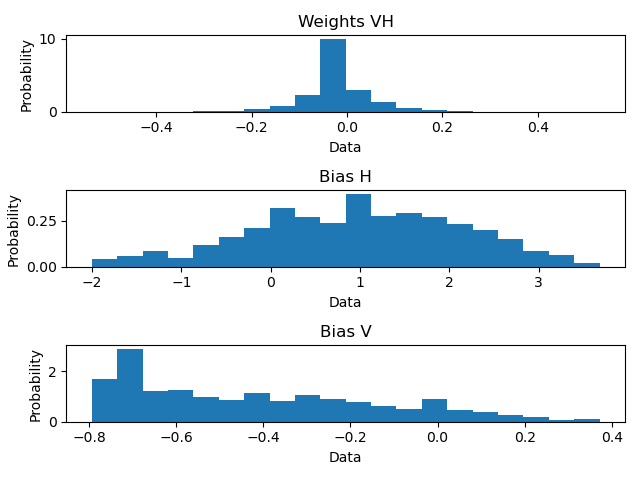 Weights VH
Probability
10
0
−0.4 −0.2 0.0 0.2 0.4
Data
Bias H
Probability
0.25
0.00
−2 −1 0 1 2 3
Data
Bias V
Probability
2
0
−0.8 −0.6 −0.4 −0.2 0.0 0.2 0.4
Data